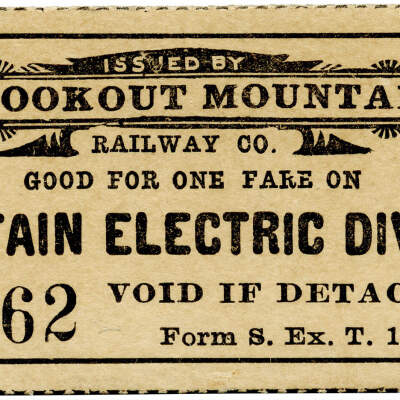 ISSUED BY
OOKOUT MOUNTA
RAILWAY CO.
GOOD FOR ONE FARE ON
TAIN ELECTRIC DIV
62 VOID IF DETAC
Form S. Ex. T. 1